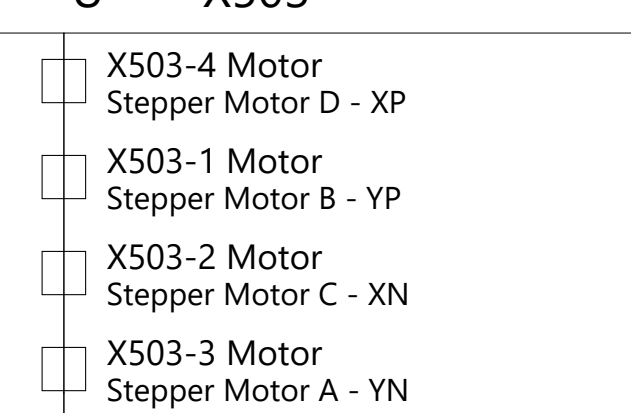 X503-4 Motor
Stepper Motor D - XP
X503-1 Motor
Stepper Motor B - YP
X503-2 Motor
Stepper Motor C - XN
X503-3 Motor
Stepper Motor A - YN